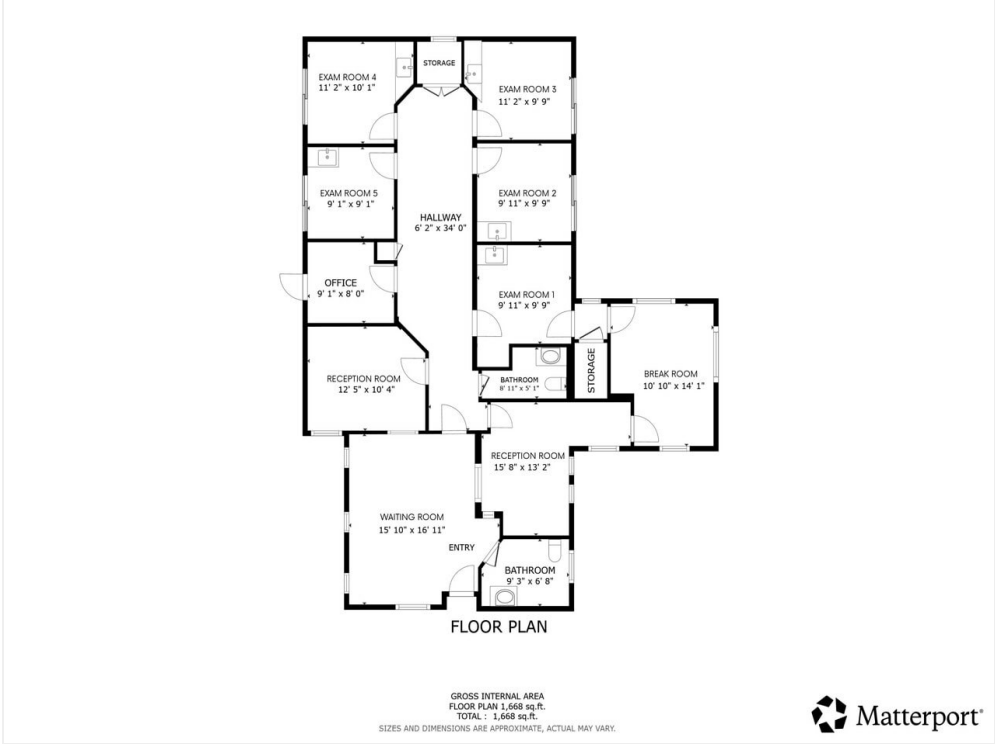 STORAGE
EXAM ROOM 4
11' 2" x 10' 1"
EXAM ROOM 3
11' 2" x 9' 9"
EXAM ROOM 5
9' 1" x 9' 1"
EXAM ROOM 2
9' 11" x 9' 9"
HALLWAY
6' 2" x 34' 0"
OFFICE
9' 1" x 8' 0"
EXAM ROOM 1
9' 11" x 9' 9"
RECEPTION ROOM
12' 5" x 10' 4"
BATHROOM
8' 11" x 5' 1"
STORAGE
BREAK ROOM
10' 10" x 14' 1"
RECEPTION ROOM
15' 8" x 13' 2"
WAITING ROOM
15' 10" x 16' 11"
ENTRY
BATHROOM
9' 3" x 6' 8"
FLOOR PLAN
GROSS INTERNAL AREA
FLOOR PLAN 1,668 sq.ft.
TOTAL : 1,668 sq.ft.
SIZES AND DIMENSIONS ARE APPROXIMATE, ACTUAL MAY VARY.
Matterport®